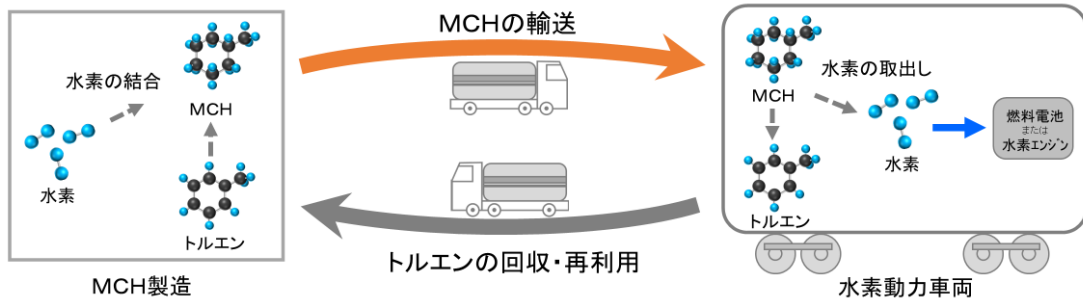 MCHの輸送
水素の結合
MCH
水素
トルエン
MCH製造
トルエンの回収・再利用
MCH
水素の取出し
水素
燃料電池
または
水素エンジン
トルエン
水素動力車両